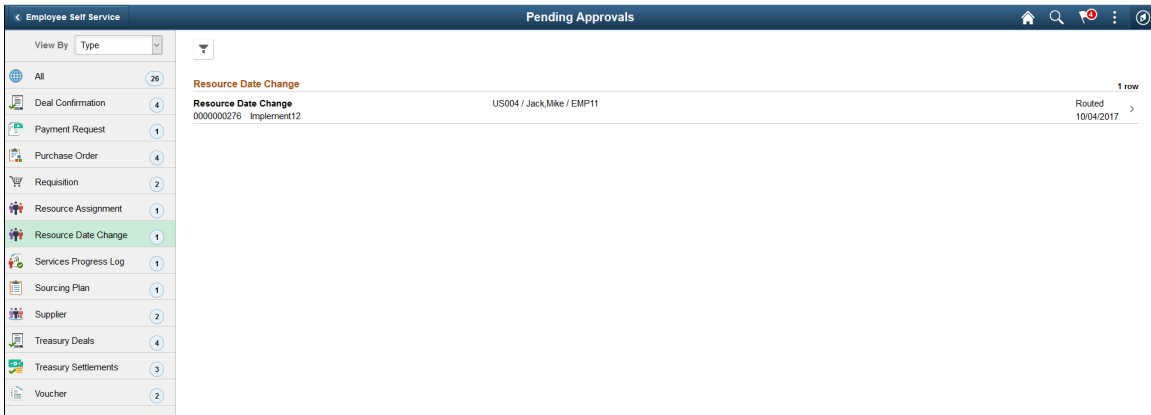 Employee Self Service
Pending Approvals
4
View By Type
All 26
Deal Confirmation 4
Payment Request 1
Purchase Order 4
Requisition 2
Resource Assignment 1
Resource Date Change 1
Services Progress Log 1
Sourcing Plan 1
Supplier 2
Treasury Deals 4
Treasury Settlements 3
Voucher 2
Resource Date Change
1 row
Resource Date Change US004 / Jack,Mike / EMP11 Routed
0000000276 Implement12 10/04/2017